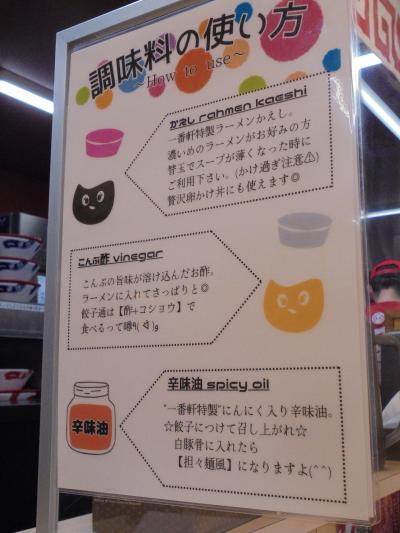 調味料の使い方
～How to use～
かえし rahmen kaeshi
一番軒特製ラーメンかえし。
濃いめのラーメンがお好みの方
替玉でスープが薄くなった時に
ご利用下さい。(かけ過ぎ注意⚠)
贅沢卵かけ丼にも使えます◎
こんぶ酢 vinegar
こんぶの旨味が溶け込んだお酢。
ラーメンに入れてさっぱりと◎
餃子通は【酢+コショウ】で
食べるって噂
辛味油 spicy oil
"一番軒特製"にんにく入り辛味油。
☆餃子につけて召し上がれ☆
白豚骨に入れたら
【担々麺風】になりますよ(^^)
辛味油